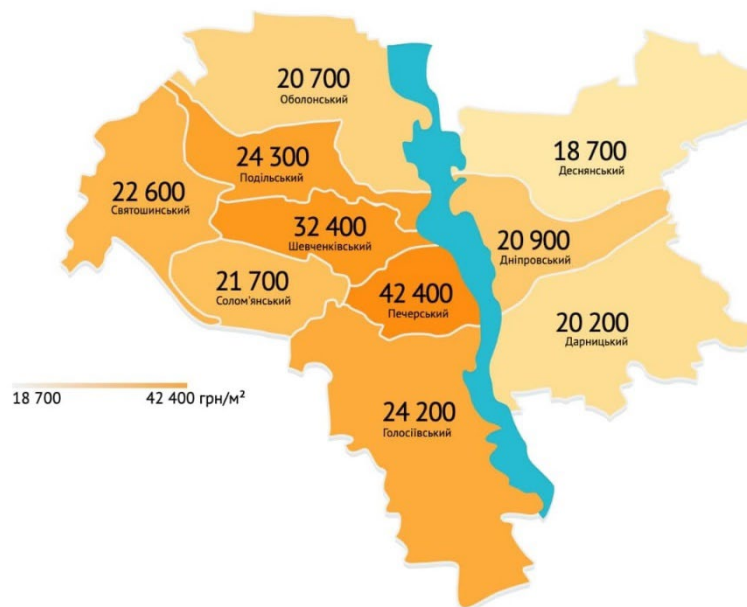 20 700
Оболонський
24 300
Подільський
18 700
Деснянський
22 600
Святошинський
32 400
Шевченківський
20 900
Дніпровський
21 700
Солом'янський
42 400
Печерський
20 200
Дарницький
18 700
42 400 грн/м²
24 200
Голосіївський